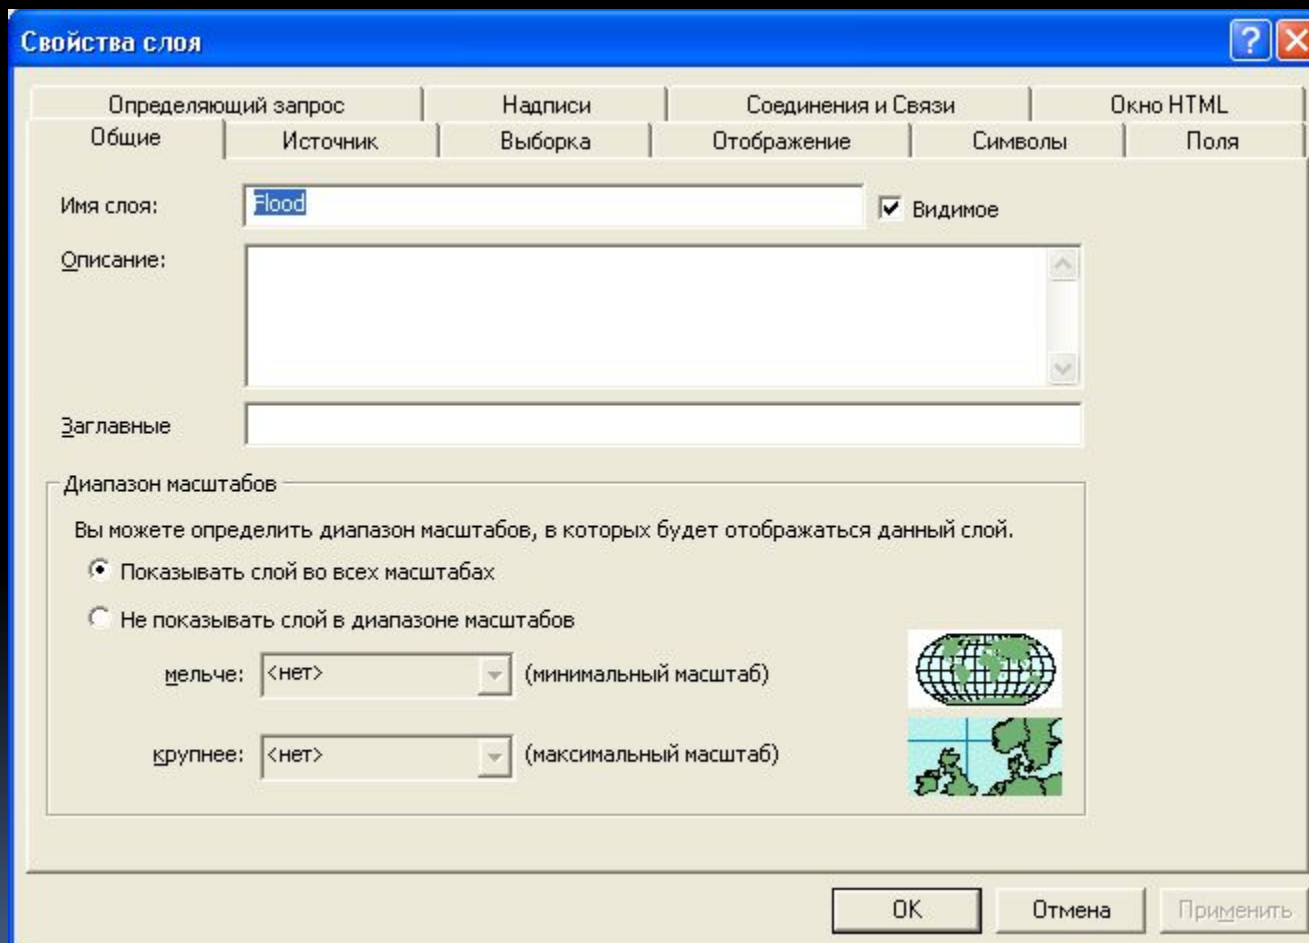 Свойства слоя
Определяющий запрос Надписи Соединения и Связи Окно HTML
Общие Источник Выборка Отображение Символы Поля
Имя слоя: Flood Видимое
Описание:
Заглавные
Диапазон масштабов
Вы можете определить диапазон масштабов, в которых будет отображаться данный слой.
Показывать слой во всех масштабах
Не показывать слой в диапазоне масштабов
мельче: <нет> (минимальный масштаб)
крупнее: <нет> (максимальный масштаб)
OK Отмена Применить